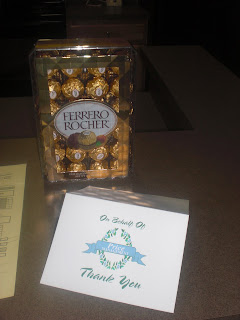 FERRERO
ROCHER
On Behalf Of
Thank You